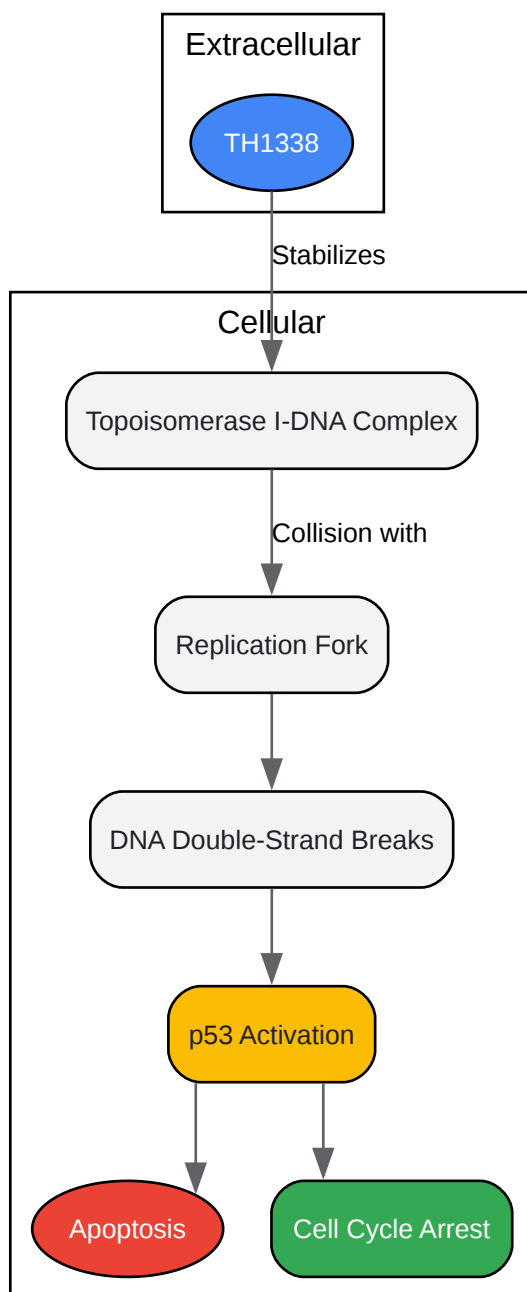 Extracellular
TH1338
Stabilizes
Cellular
Topoisomerase I-DNA Complex
Collision with
Replication Fork
DNA Double-Strand Breaks
p53 Activation
Apoptosis
Cell Cycle Arrest